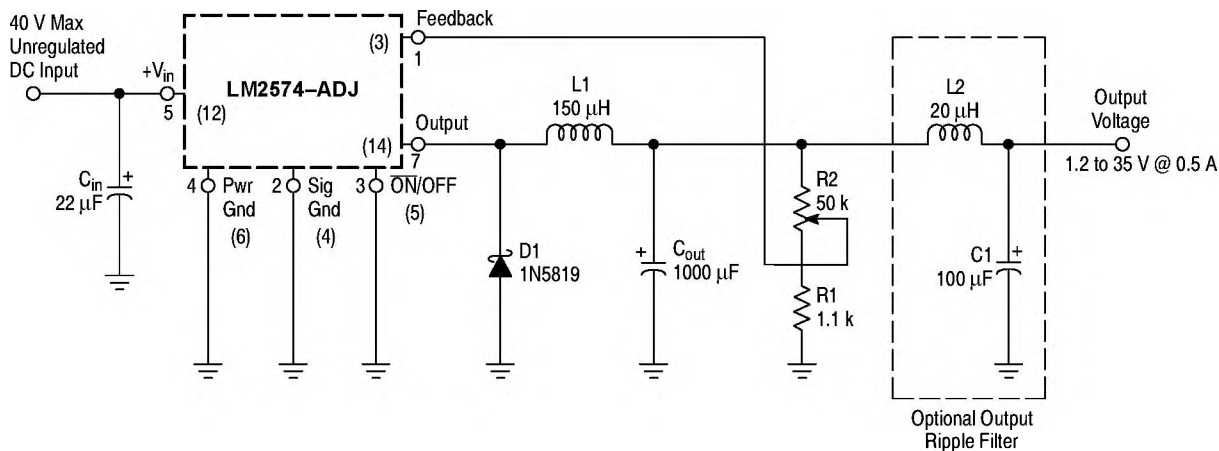 40 V Max
Unregulated
DC Input
+Vin
5
(12)
LM2574–ADJ
(3)
Feedback
1
(14)
Output
7
Cin
22 µF
+
4
Pwr
Gnd
(6)
2
Sig
Gnd
(4)
3
ON/OFF
(5)
D1
1N5819
L1
150 µH
+
Cout
1000 µF
R2
50 k
R1
1.1 k
L2
20 µH
C1
100 µF
+
Output
Voltage
1.2 to 35 V @ 0.5 A
Optional Output
Ripple Filter